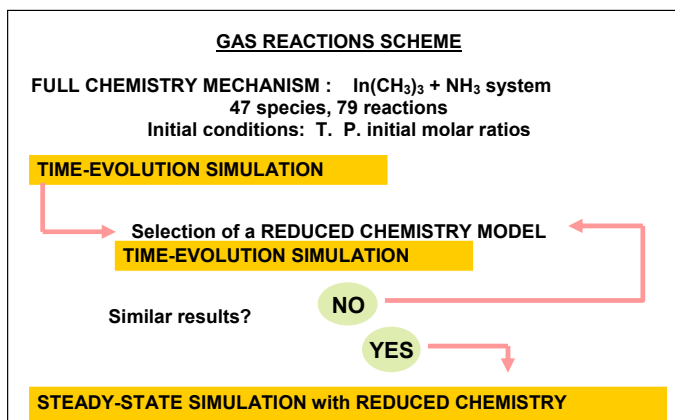 GAS REACTIONS SCHEME
FULL CHEMISTRY MECHANISM : In(CH₃)₃ + NH₃ system
47 species, 79 reactions
Initial conditions: T. P. initial molar ratios
TIME-EVOLUTION SIMULATION
Selection of a REDUCED CHEMISTRY MODEL
TIME-EVOLUTION SIMULATION
NO
Similar results?
YES
STEADY-STATE SIMULATION with REDUCED CHEMISTRY